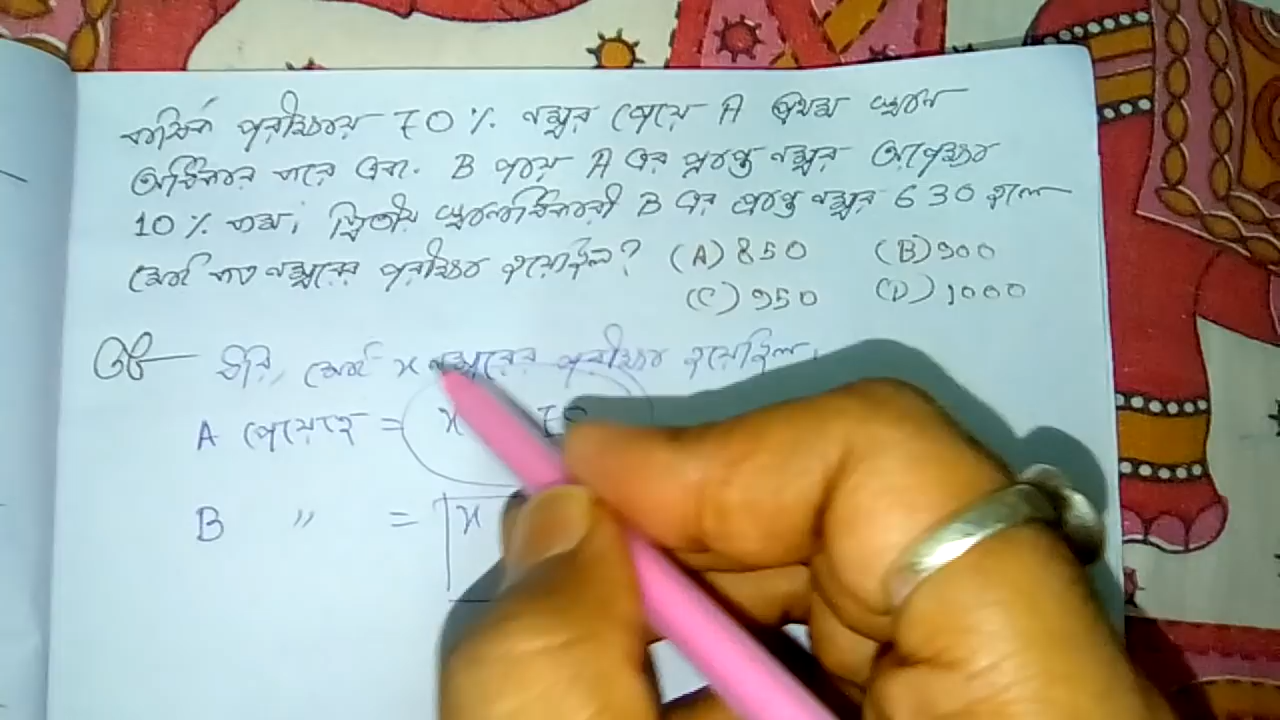 বার্ষিক পরীক্ষায় 70% নম্বর পেয়ে A প্রথম স্থান
অধিকার করে এবং B পায় A এর প্রাপ্ত নম্বর অপেক্ষা
10% কম। দ্বিতীয় স্থানাধিকারী B এর প্রাপ্ত নম্বর 630 হলে
মোট কত নম্বরের পরীক্ষা হয়েছিল? (A) 850 (B) 900
(C) 950 (D) 1000
ধরি, মোট x নম্বরের পরীক্ষা হয়েছিল।
A পেয়েছে = x 70
B " = x